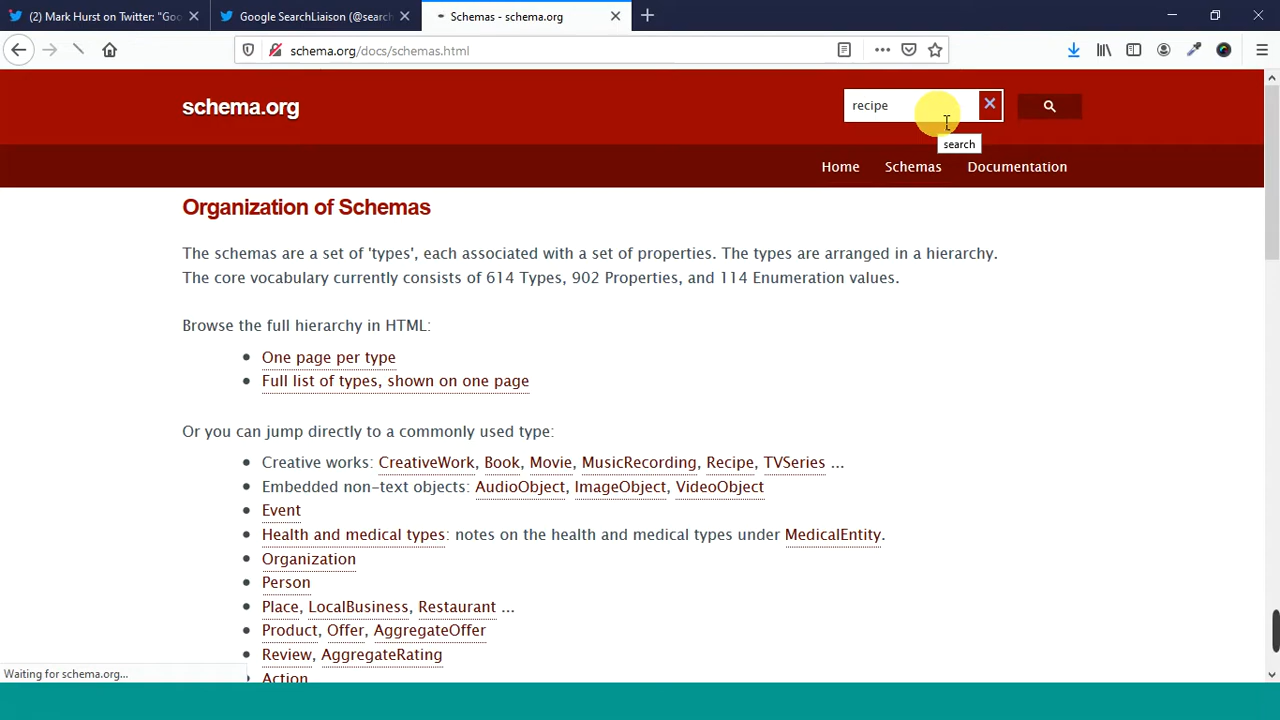 (2) Mark Hurst on Twitter: "Goo
Google SearchLiaison (@search
Schemas - schema.org
schema.org/docs/schemas.html
schema.org
recipe
search
Home Schemas Documentation
Organization of Schemas
The schemas are a set of 'types', each associated with a set of properties. The types are arranged in a hierarchy.
The core vocabulary currently consists of 614 Types, 902 Properties, and 114 Enumeration values.
Browse the full hierarchy in HTML:
One page per type
Full list of types, shown on one page
Or you can jump directly to a commonly used type:
Creative works: CreativeWork, Book, Movie, MusicRecording, Recipe, TVSeries ...
Embedded non-text objects: AudioObject, ImageObject, VideoObject
Event
Health and medical types: notes on the health and medical types under MedicalEntity.
Organization
Person
Place, LocalBusiness, Restaurant ...
Product, Offer, AggregateOffer
Review, AggregateRating
Action
Waiting for schema.org...